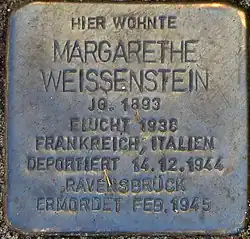 HIER WOHNTE
MARGARETHE
WEISSENSTEIN
JG. 1893
FLUCHT 1938
FRANKREICH, ITALIEN
DEPORTIERT 14.12.1944
RAVENSBRÜCK
ERMORDET FEB. 1945